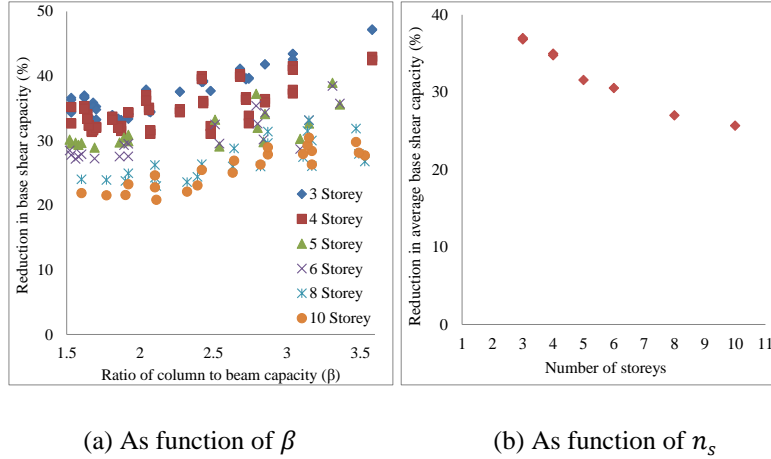 50
40
30
20
10
0
Reduction in base shear capacity (%)
3 Storey
4 Storey
5 Storey
6 Storey
8 Storey
10 Storey
1.5 2 2.5 3 3.5
Ratio of column to beam capacity (β)
40
30
20
10
0
Reduction in average base shear capacity (%)
1 2 3 4 5 6 7 8 9 10 11
Number of storeys
(a) As function of β
(b) As function of n_s